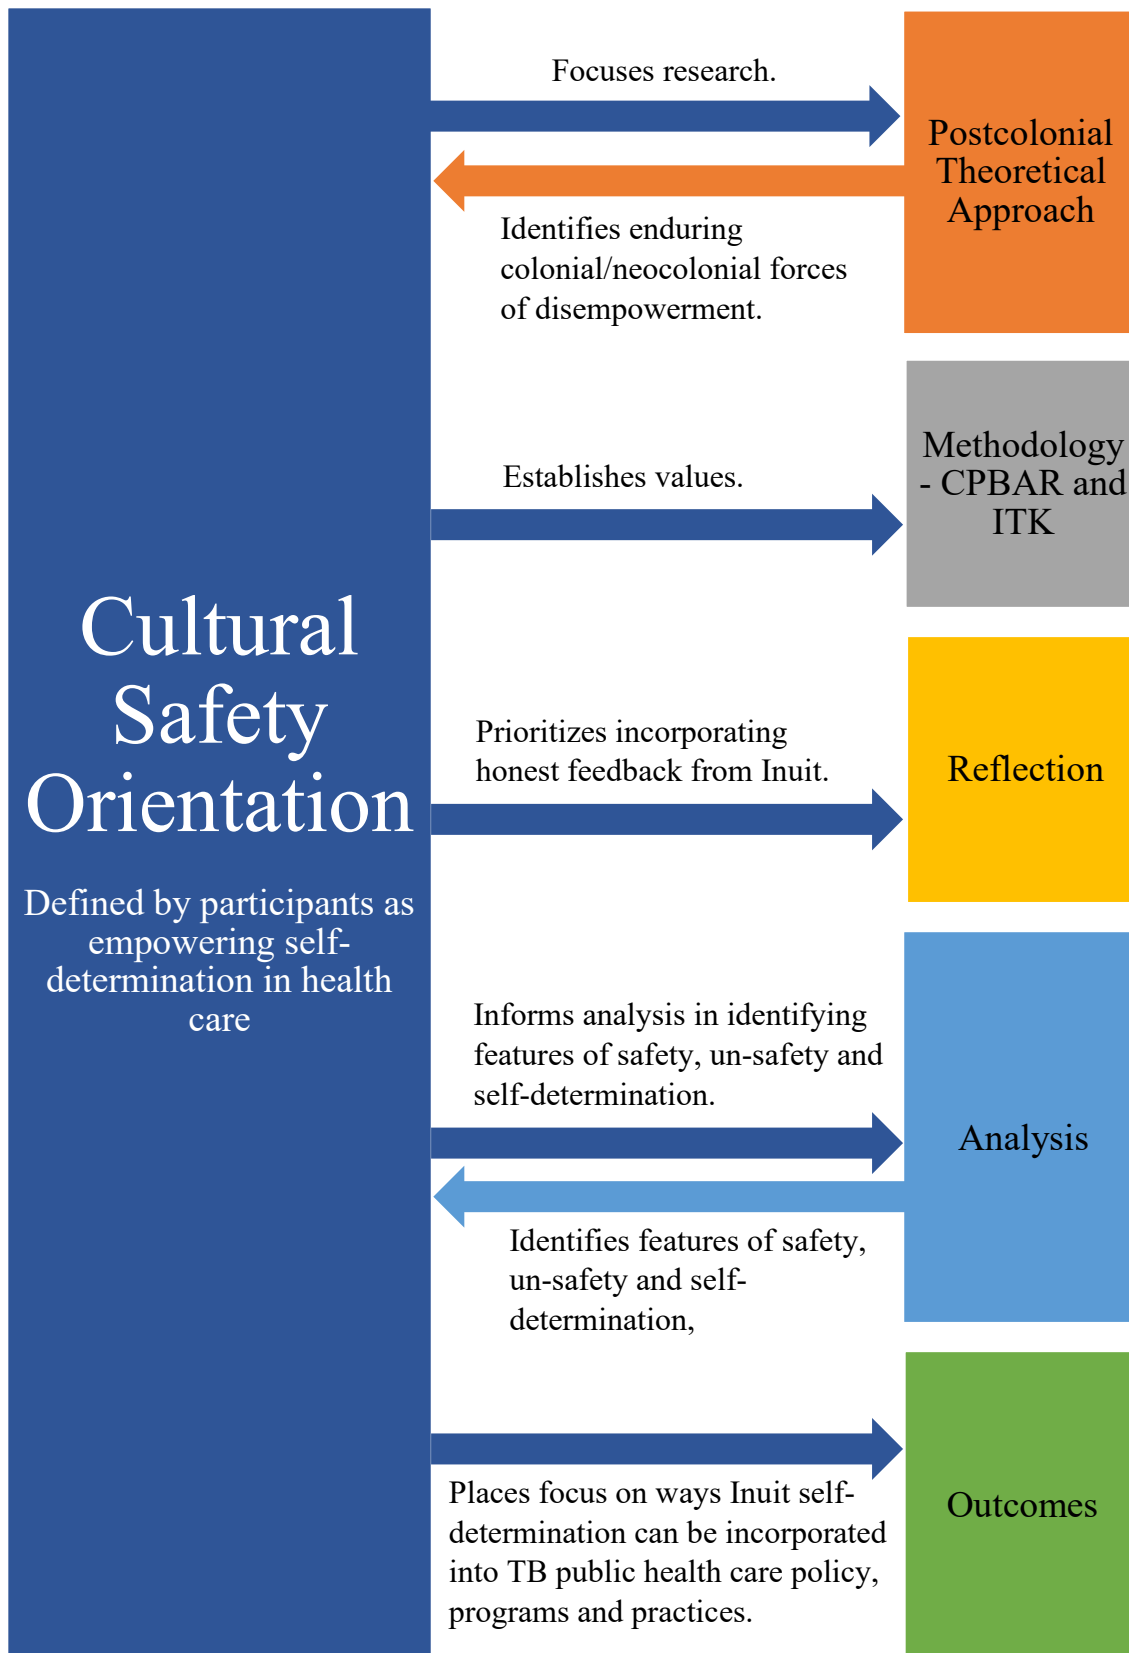 Cultural
Safety
Orientation
Defined by participants as
empowering self-
determination in health
care
Focuses research.
Identifies enduring
colonial/neocolonial forces
of disempowerment.
Postcolonial
Theoretical
Approach
Establishes values.
Methodology
- CPBAR and
ITK
Prioritizes incorporating
honest feedback from Inuit.
Reflection
Informs analysis in identifying
features of safety, un-safety and
self-determination.
Identifies features of safety,
un-safety and self-
determination,
Analysis
Places focus on ways Inuit self-
determination can be incorporated
into TB public health care policy,
programs and practices.
Outcomes